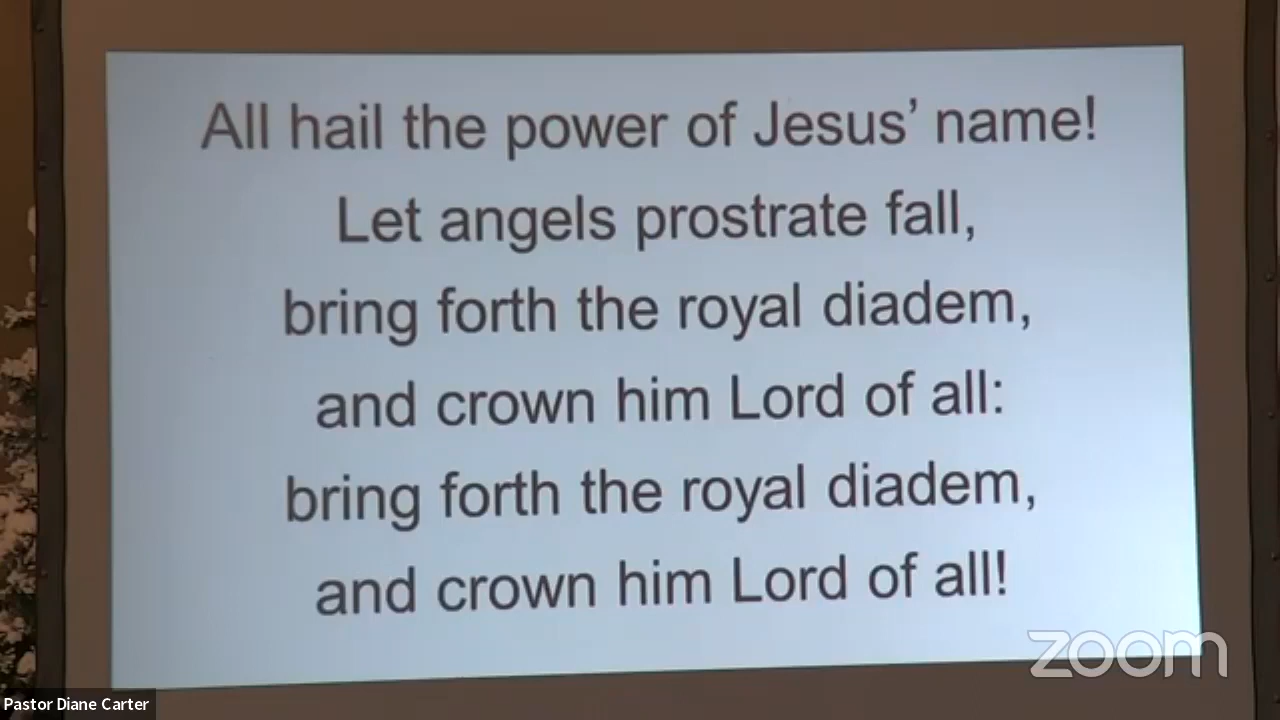 All hail the power of Jesus’ name!
Let angels prostrate fall,
bring forth the royal diadem,
and crown him Lord of all:
bring forth the royal diadem,
and crown him Lord of all!
zoom
Pastor Diane Carter